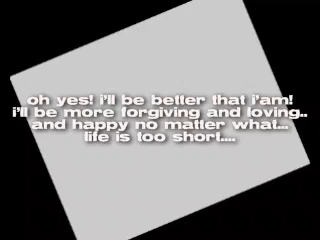 oh yes! i'll be better that i'am!
i'll be more forgiving and loving..
and happy no matter what...
life is too short....